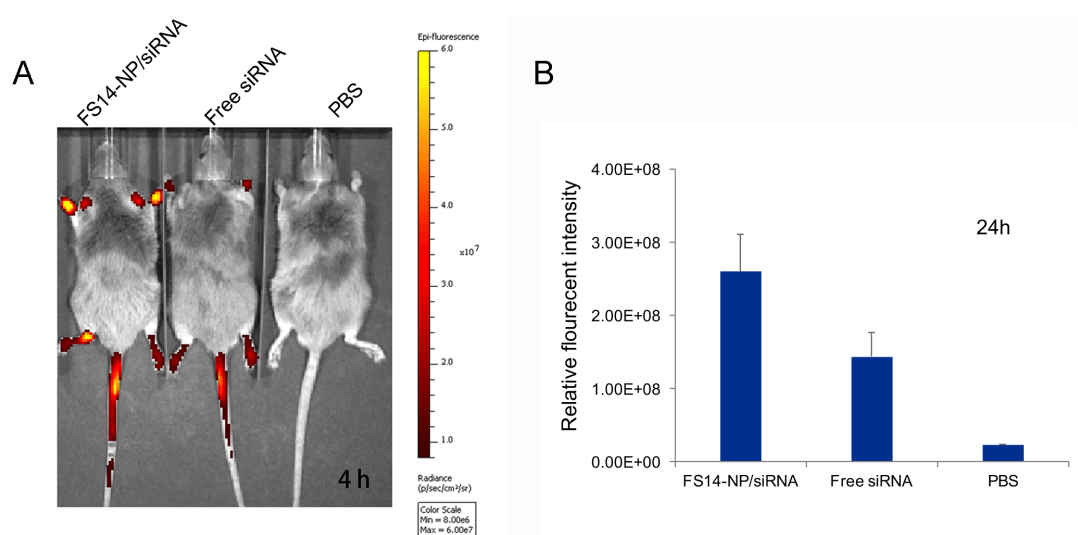 A
FS14-NP/siRNA
Free siRNA
PBS
Epi-fluorescence
6.0
5.0
4.0
x10⁷
3.0
2.0
1.0
4 h
Radiance
(p/sec/cm²/sr)
Color Scale
Min = 8.00e6
Max = 6.00e7
B
Relative flourecent intensity
24h
4.00E+08
3.00E+08
2.00E+08
1.00E+08
0.00E+00
FS14-NP/siRNA Free siRNA PBS